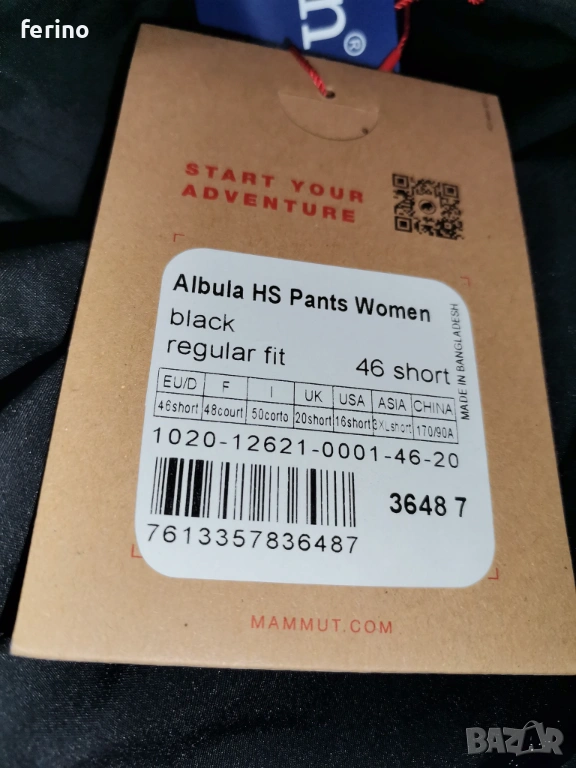 ferino
m®
START YOUR
ADVENTURE
Albula HS Pants Women
black
regular fit 46 short
MADE IN BANGLADESH
EU/D F I UK USA ASIA CHINA
46short 48court 50corto 20short 16short 3XLshort 170/90A
1020-12621-0001-46-20
3648 7
7613357836487
MAMMUT.COM
BAZAR